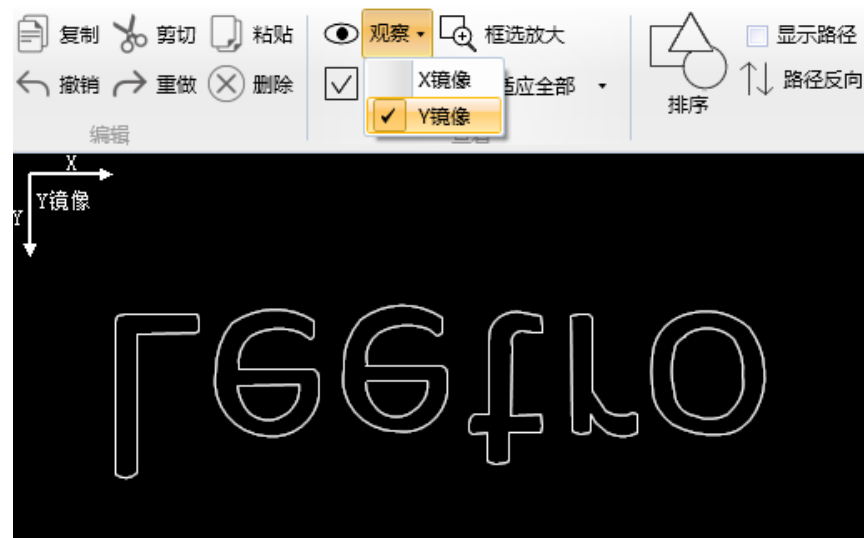 复制 剪切 粘贴 观察 框选放大 显示路径
撤销 重做 删除 X镜像 适应全部 排序 路径反向
Y镜像
编辑
X
Y镜像
Y
Leetro